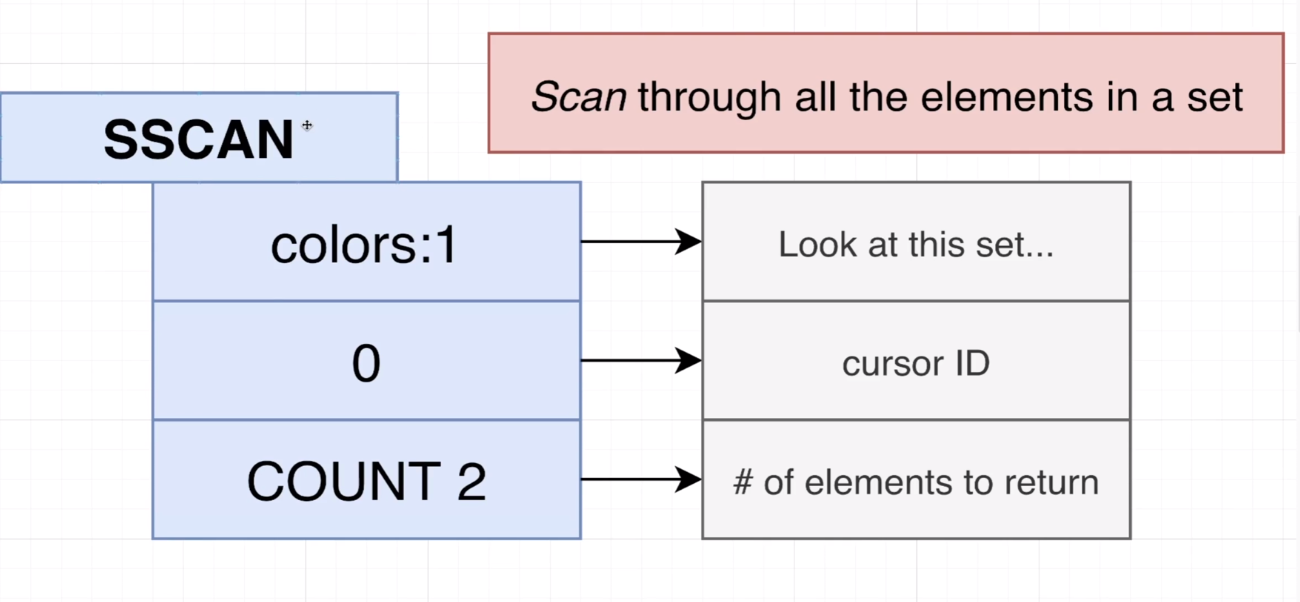 Scan through all the elements in a set
SSCAN
colors:1
Look at this set...
0
cursor ID
COUNT 2
# of elements to return